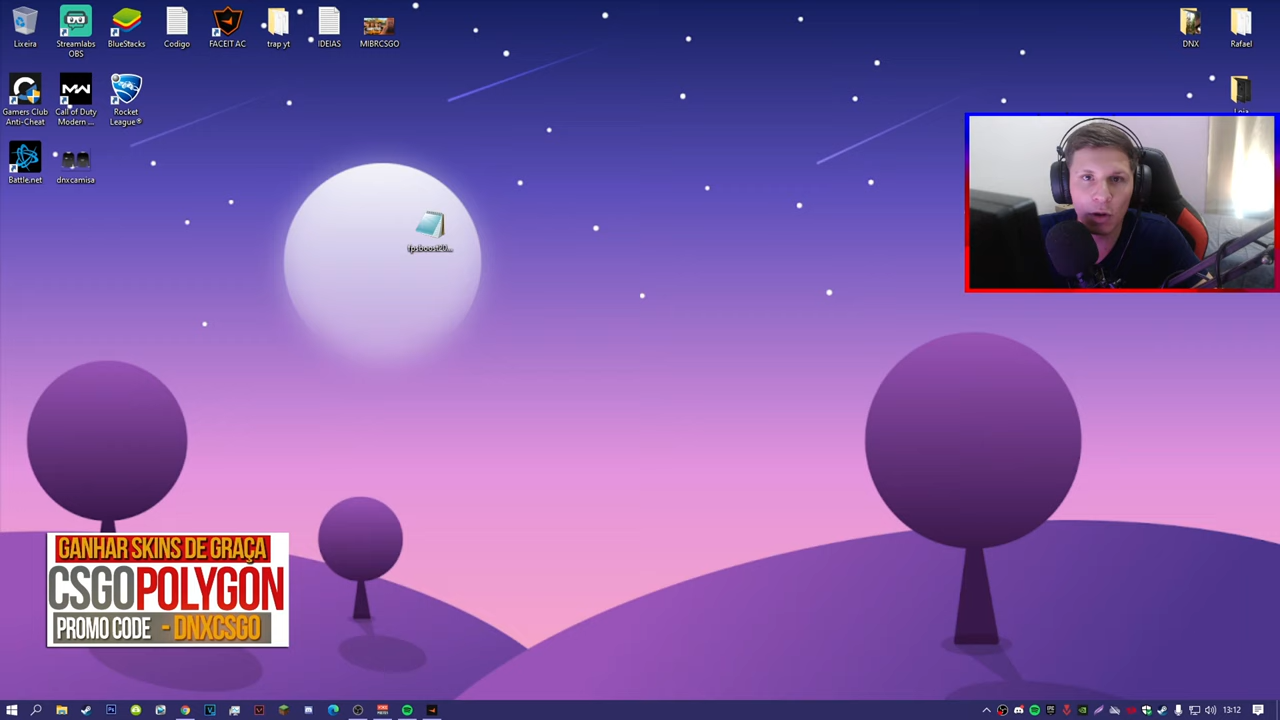 Lixeira
Streamlabs
OBS
BlueStacks
Codigo
FACEIT AC
trap yt
IDEIAS
MIBRCSGO
DNX
Rafael
Gamers Club
Anti-Cheat
Call of Duty
Modern ...
Rocket
League®
Battle.net
dnxcamisa
fpsboost20...
GANHAR SKINS DE GRAÇA
CSGOPOLYGON
PROMO CODE - DNXCSGO
13:12